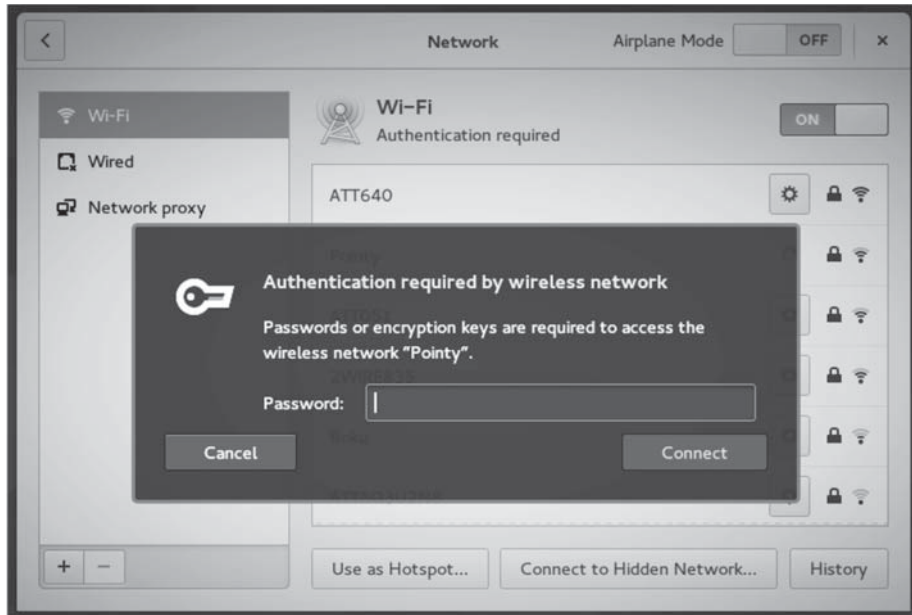 Network
Airplane Mode OFF ×
Wi-Fi
Wired
Network proxy
Wi-Fi
Authentication required
ON
ATT640
Pointy
Authentication required by wireless network
Passwords or encryption keys are required to access the
wireless network "Pointy".
Password:
Cancel
Connect
+ −
Use as Hotspot...
Connect to Hidden Network...
History